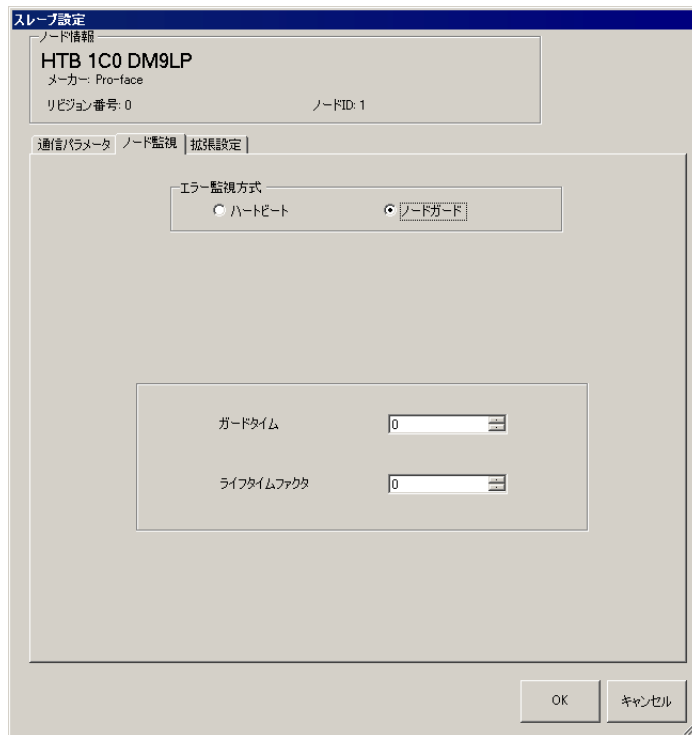 スレーブ設定
ノード情報
HTB 1C0 DM9LP
メーカー: Pro-face
リビジョン番号: 0 ノードID: 1
通信パラメータ ノード監視 拡張設定
エラー監視方式
ハートビート ノードガード
ガードタイム 0
ライフタイムファクタ 0
OK キャンセル